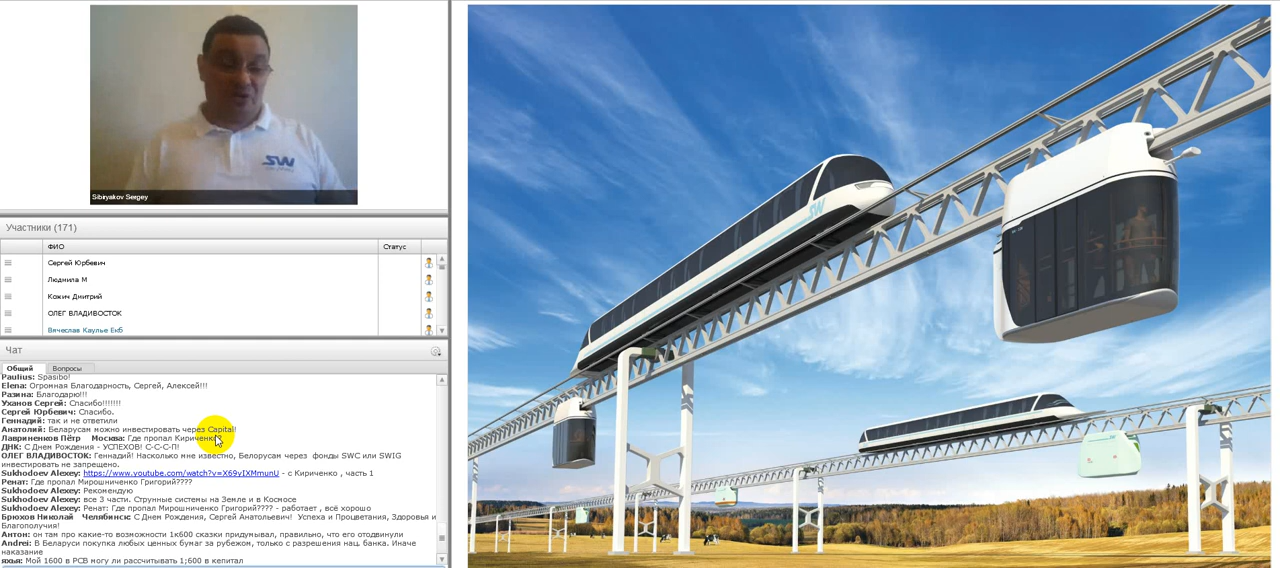 SW
Sibiryakov Sergey
Участники (171)
ФИО
Статус
Сергей Юрбевич
Людмила М
Кожич Дмитрий
ОЛЕГ ВЛАДИВОСТОК
Вячеслав Каулье Екб
Чат
Общий
Вопросы
Paulius: Spasibo!
Elena: Огромная Благодарность, Сергей, Алексей!!!
Разина: Благодарю!!!
Уханов Сергей: Спасибо!!!!!!!
Сергей Юрбевич: Спасибо.
Геннадий: так и не ответили
Анатолий: Беларусам можно инвестировать через Capital!
Лавриненков Пётр Москва: Где пропал Кириченко
ДНК: С Днем Рождения - УСПЕХОВ! С-С-С-П!
ОЛЕГ ВЛАДИВОСТОК: Геннадий! Насколько мне известно, Белорусам через фонды SWC или SWIG
инвестировать не запрещено.
Sukhodoev Alexey: https://www.youtube.com/watch?v=X69yIXMmunU - с Кириченко , часть 1
Ренат: Где пропал Мирошниченко Григорий????
Sukhodoev Alexey: Рекомендую
Sukhodoev Alexey: все 3 части. Струнные системы на Земле и в Космосе
Sukhodoev Alexey: Ренат: Где пропал Мирошниченко Григорий???? - работает , всё хорошо
Брюхов Николай Челябинск: С Днем Рождения, Сергей Анатольевич! Успеха и Процветания, Здоровья и
Благополучия!
Антон: он там про какие-то возможности 1к600 сказки придумывал, правильно, что его отодвинули
Andrei: В Беларуси покупка любых ценных бумаг за рубежом, только с разрешения нац. банка. Иначе
наказание
яхья: Мой 1600 в РСВ могу ли рассчитывать 1;600 в кепитал
SW